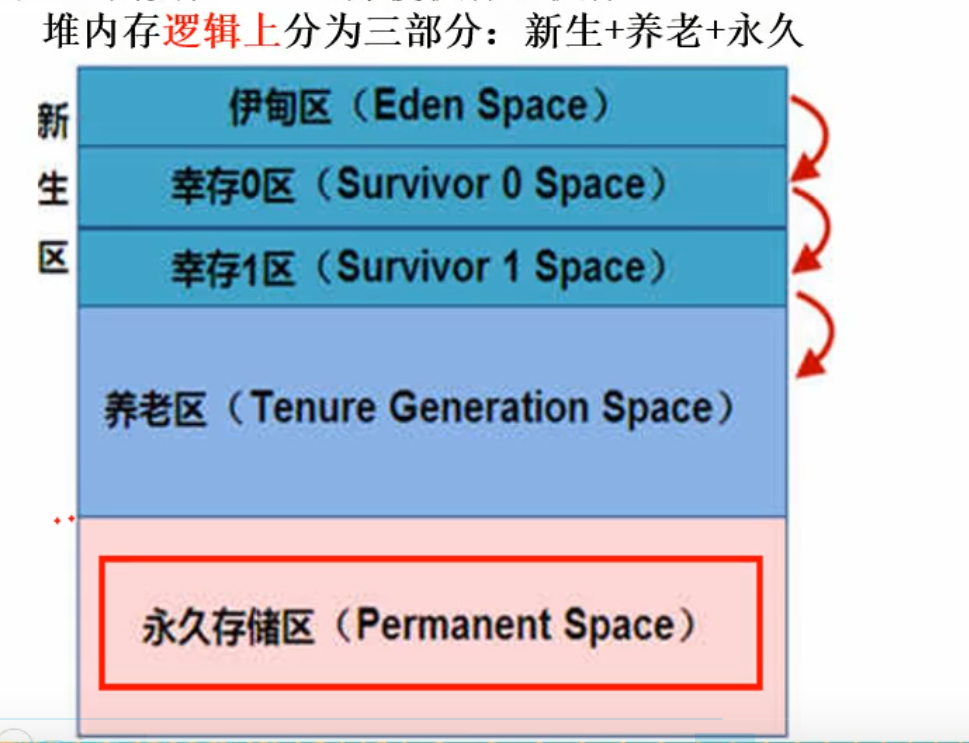 堆内存逻辑上分为三部分：新生+养老+永久
新
生
区
伊甸区（Eden Space）
幸存0区（Survivor 0 Space）
幸存1区（Survivor 1 Space）
养老区（Tenure Generation Space）
永久存储区（Permanent Space）